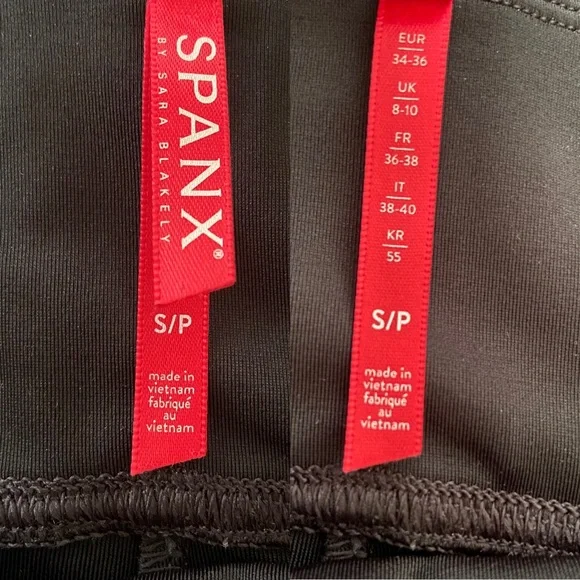 SPANX®
BY SARA BLAKELY
S/P
made in
vietnam
fabriqué
au
vietnam
EUR
34-36
UK
8-10
FR
36-38
IT
38-40
KR
55
S/P
made in
vietnam
fabriqué
au
vietnam